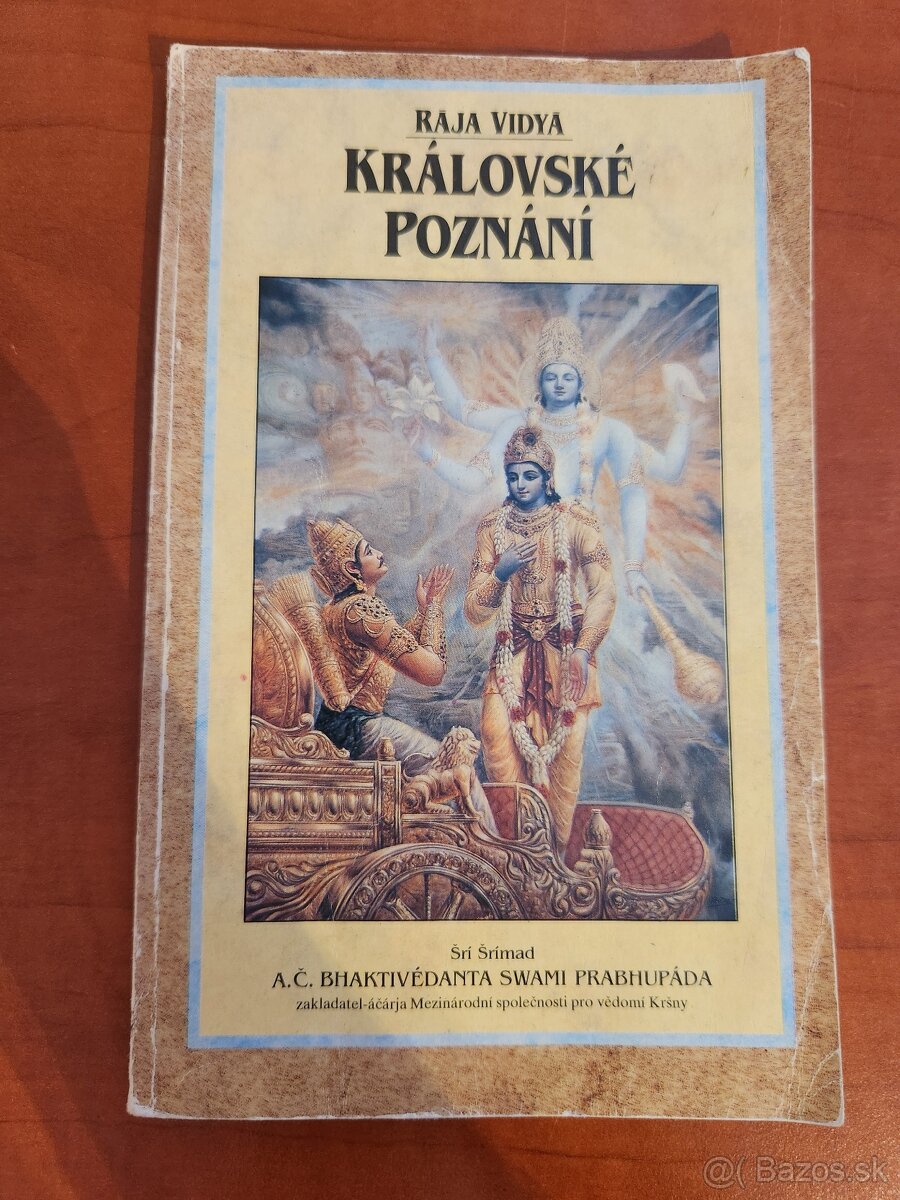 RĀJA VIDYĀ
KRÁLOVSKÉ
POZNÁNÍ
Šrí Šrímad
A.Č. BHAKTIVÉDANTA SWAMI PRABHUPÁDA
zakladatel-áčárja Mezinárodní společnosti pro vědomí Kršny
@( Bazos.sk